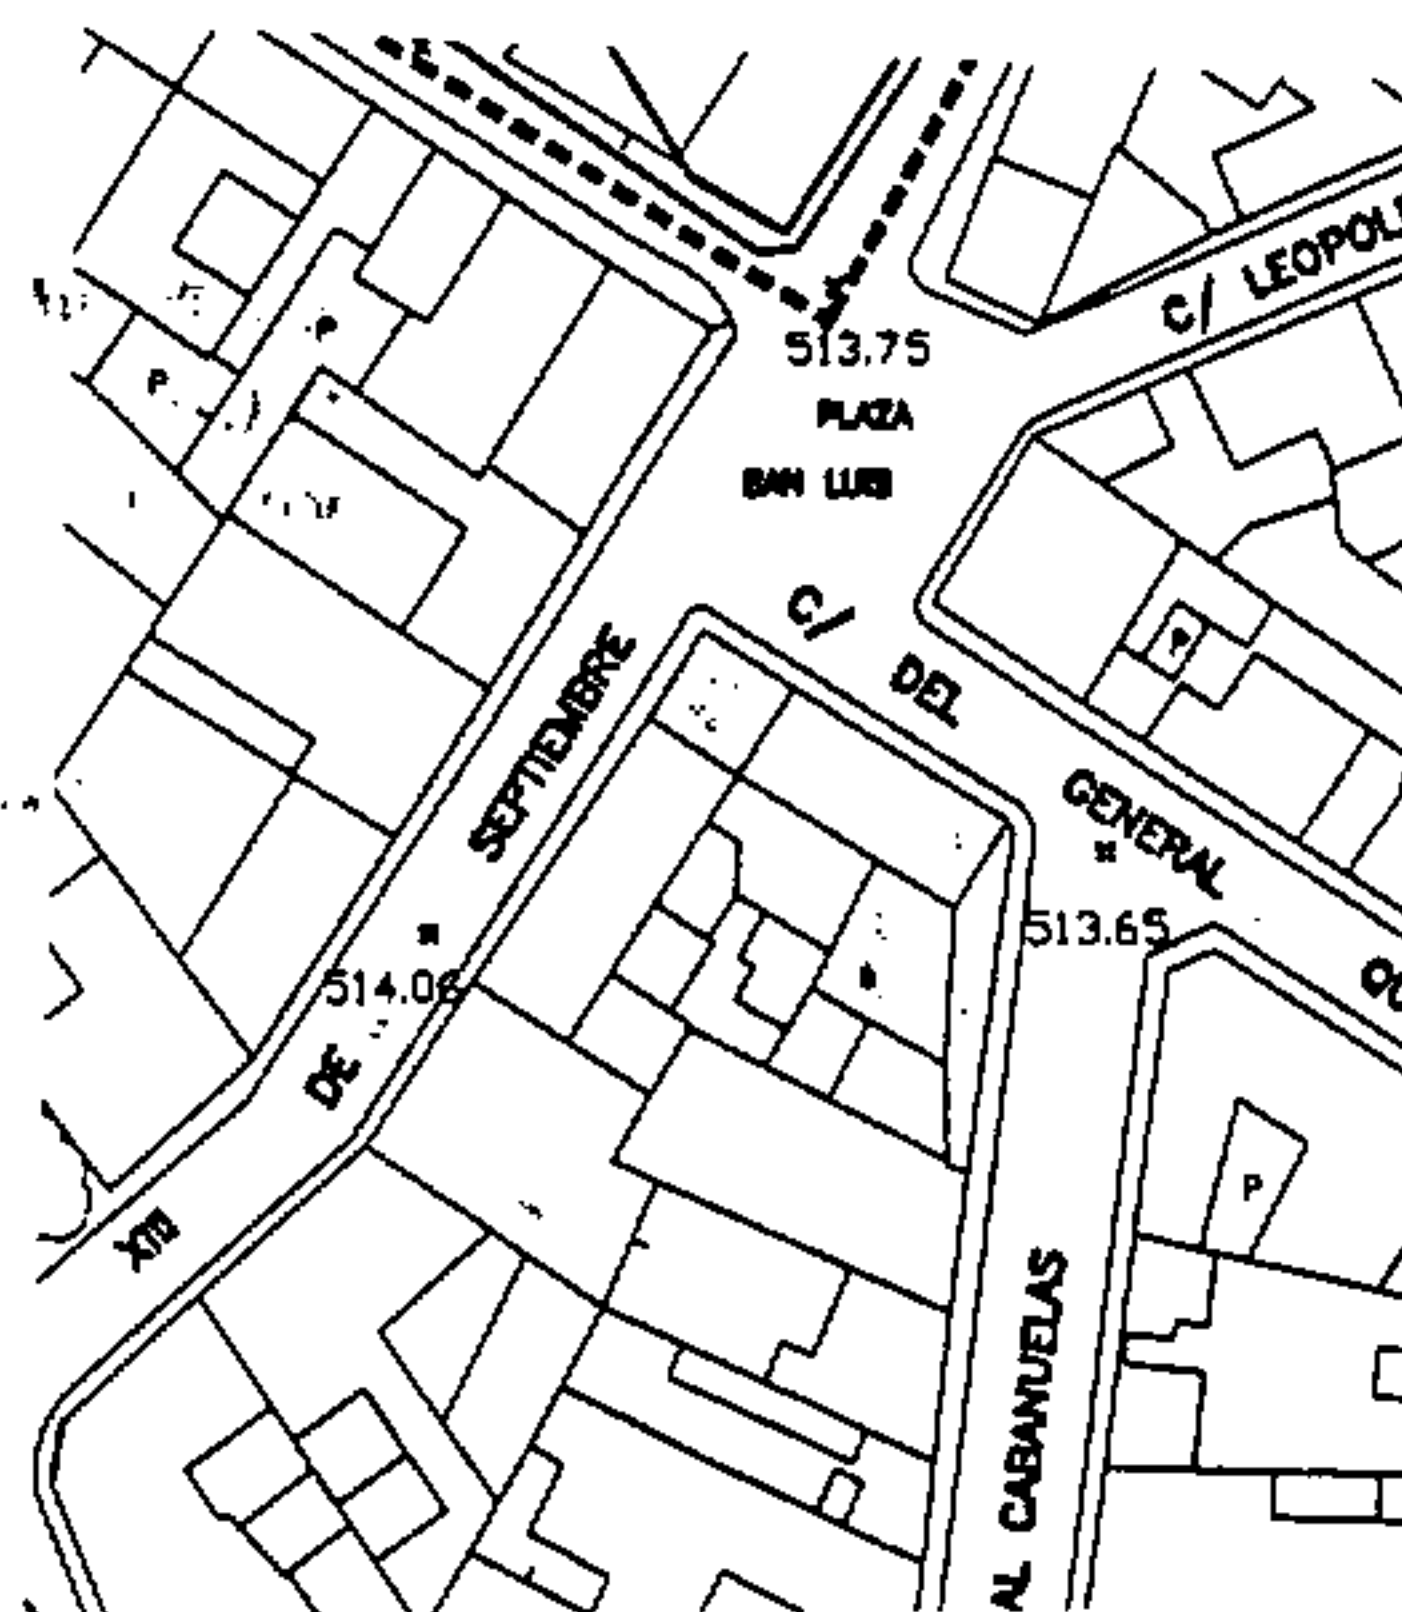 C/ LEOPOL
513.75
P
P
PLAZA
SAN LUIS
C/ DEL GENERAL QU
P
XIII DE SEPTIEMBRE
513.65
514.06
P
AL CABANUELAS